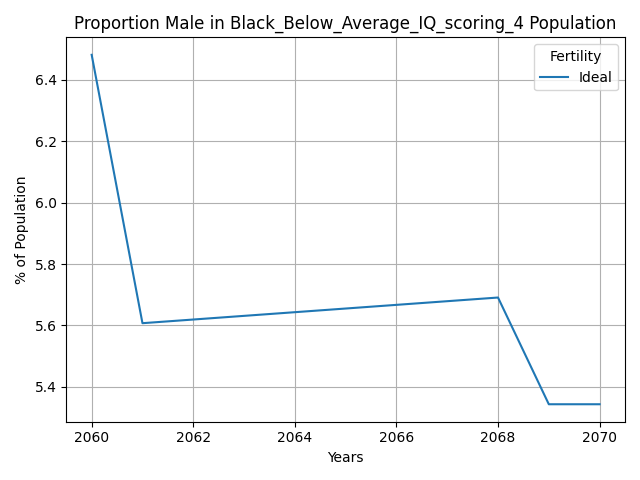 Proportion Male in Black_Below_Average_IQ_scoring_4 Population
Fertility
Ideal
% of Population
6.4
6.2
6.0
5.8
5.6
5.4
2060 2062 2064 2066 2068 2070
Years